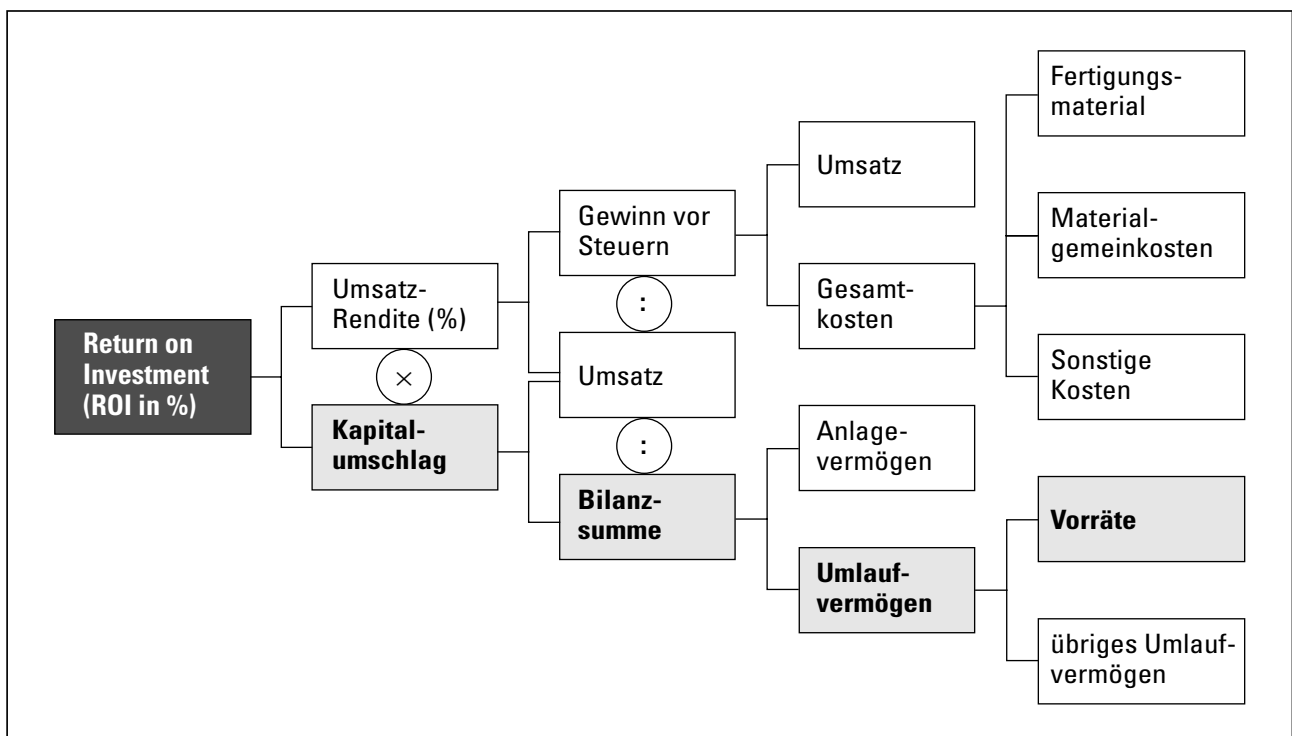 Return on
Investment
(ROI in %)
Umsatz-
Rendite (%)
×
Kapital-
umschlag
Gewinn vor
Steuern
:
Umsatz
:
Bilanz-
summe
Umsatz
Gesamt-
kosten
Anlage-
vermögen
Umlauf-
vermögen
Fertigungs-
material
Material-
gemeinkosten
Sonstige
Kosten
Vorräte
übriges Umlauf-
vermögen